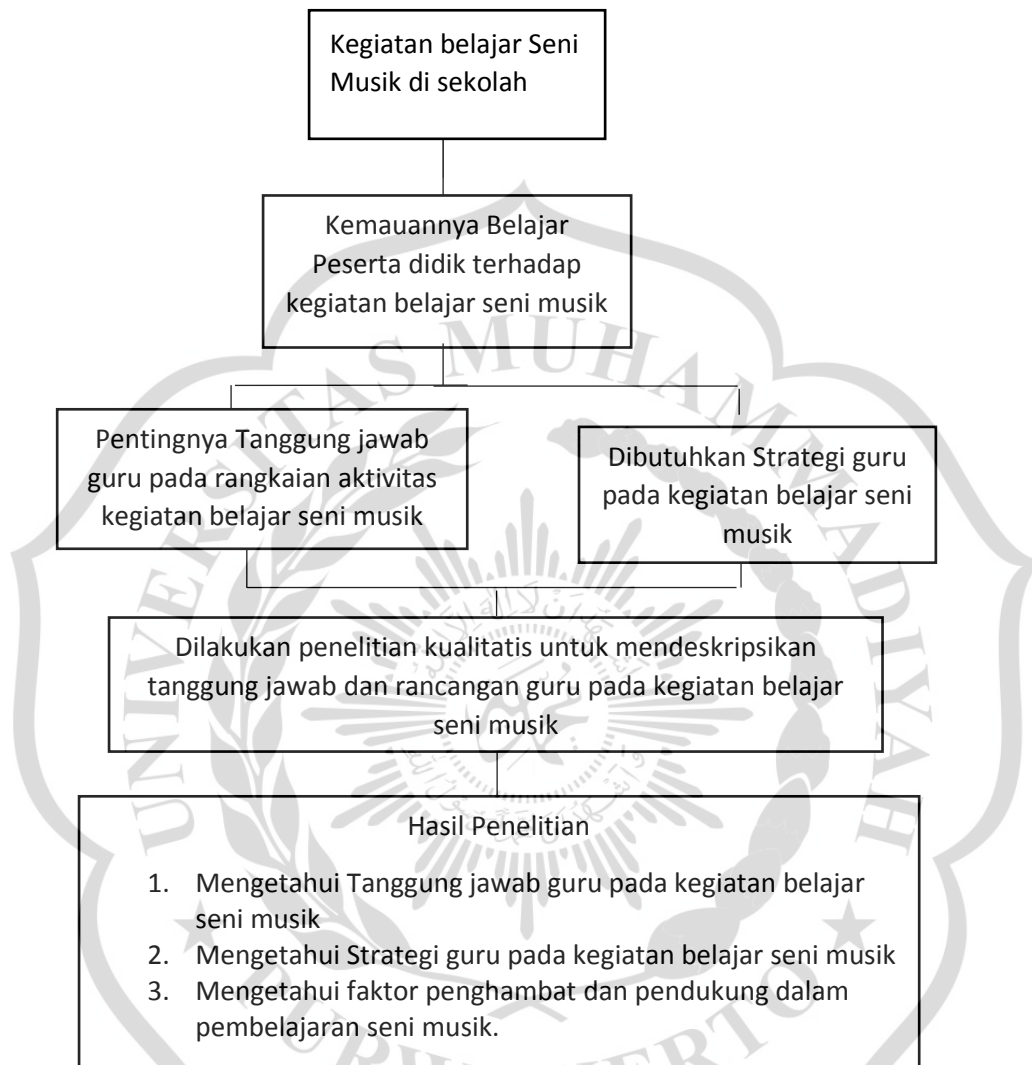 Kegiatan belajar Seni
Musik di sekolah
Kemauannya Belajar
Peserta didik terhadap
kegiatan belajar seni musik
Pentingnya Tanggung jawab
guru pada rangkaian aktivitas
kegiatan belajar seni musik
Dibutuhkan Strategi guru
pada kegiatan belajar seni
musik
Dilakukan penelitian kualitatis untuk mendeskripsikan
tanggung jawab dan rancangan guru pada kegiatan belajar
seni musik
Hasil Penelitian
1. Mengetahui Tanggung jawab guru pada kegiatan belajar
seni musik
2. Mengetahui Strategi guru pada kegiatan belajar seni musik
3. Mengetahui faktor penghambat dan pendukung dalam
pembelajaran seni musik.
UNIVERSITAS MUHAMMADIYAH